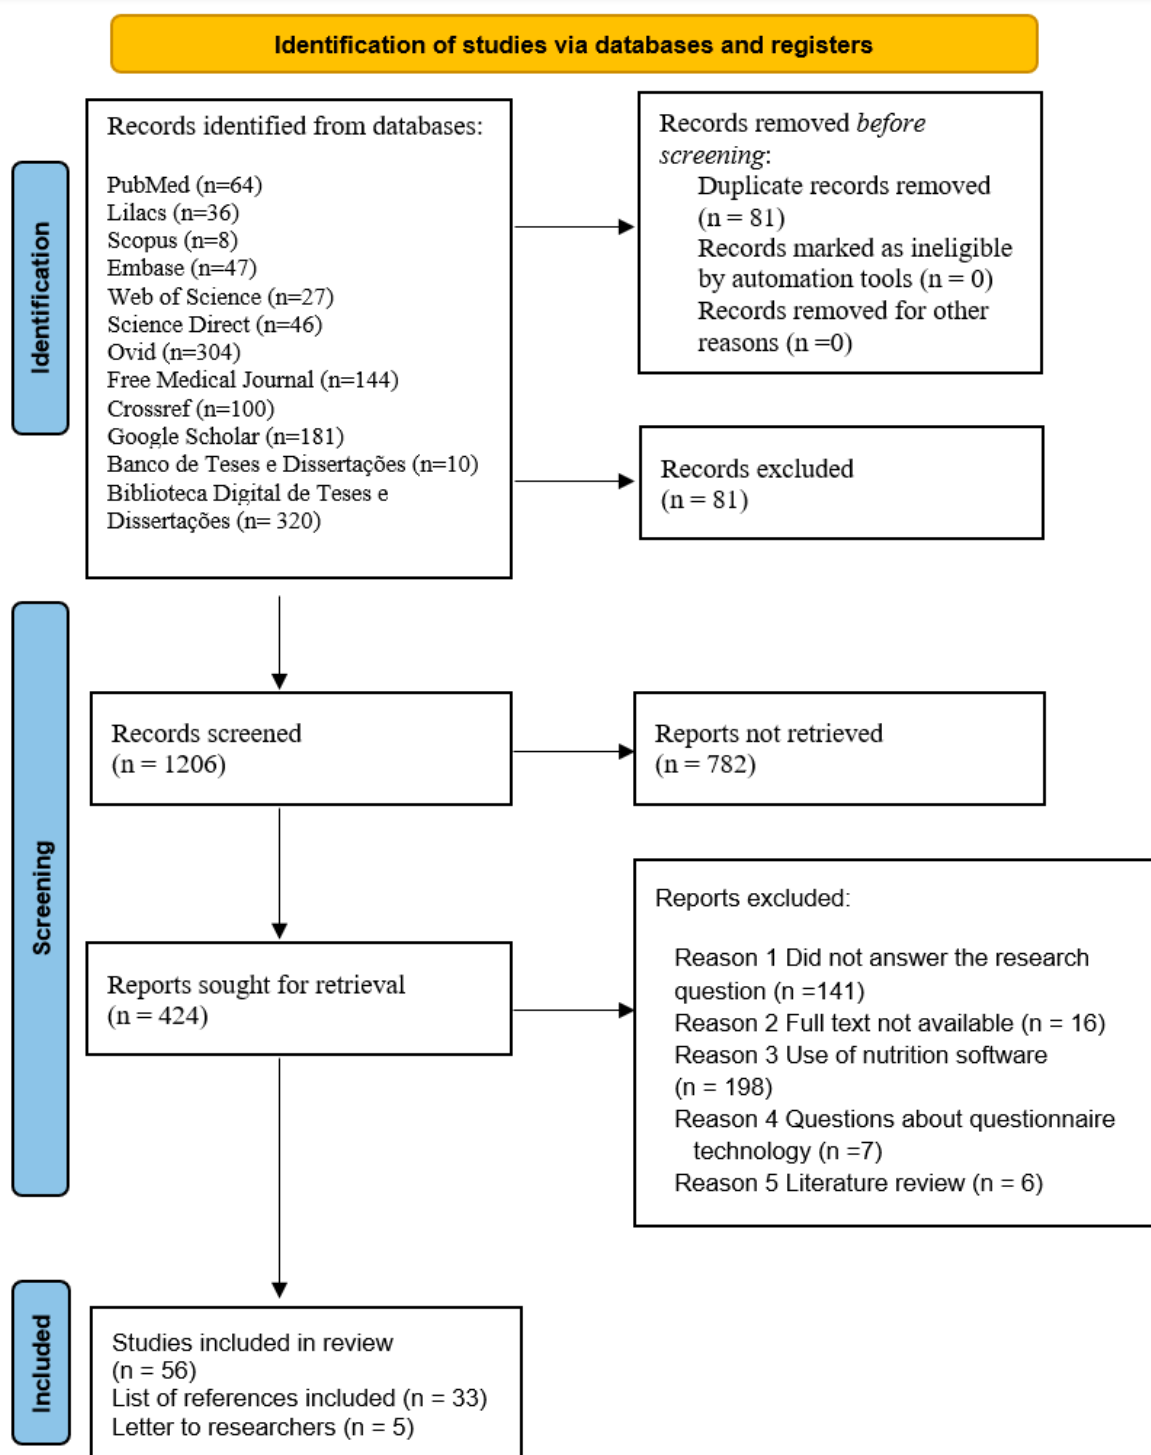 Identification of studies via databases and registers
Identification
Records identified from databases:
PubMed (n=64)
Lilacs (n=36)
Scopus (n=8)
Embase (n=47)
Web of Science (n=27)
Science Direct (n=46)
Ovid (n=304)
Free Medical Journal (n=144)
Crossref (n=100)
Google Scholar (n=181)
Banco de Teses e Dissertações (n=10)
Biblioteca Digital de Teses e
Dissertações (n= 320)
Records removed before
screening:
Duplicate records removed
(n = 81)
Records marked as ineligible
by automation tools (n = 0)
Records removed for other
reasons (n =0)
Records excluded
(n = 81)
Screening
Records screened
(n = 1206)
Reports not retrieved
(n = 782)
Reports sought for retrieval
(n = 424)
Reports excluded:
Reason 1 Did not answer the research
question (n =141)
Reason 2 Full text not available (n = 16)
Reason 3 Use of nutrition software
(n = 198)
Reason 4 Questions about questionnaire
technology (n =7)
Reason 5 Literature review (n = 6)
Included
Studies included in review
(n = 56)
List of references included (n = 33)
Letter to researchers (n = 5)